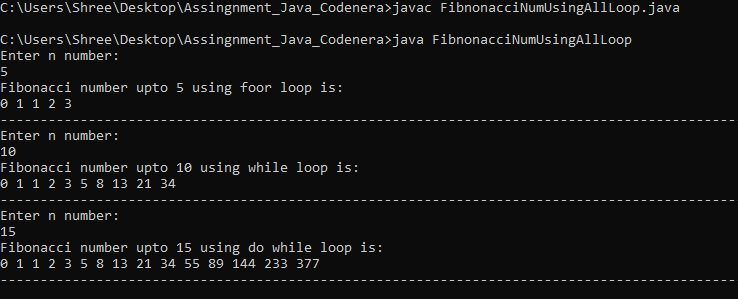 C:\Users\Shree\Desktop\Assingnment_Java_Codenera>javac FibonacciNumUsingAllLoop.java
C:\Users\Shree\Desktop\Assingnment_Java_Codenera>java FibnonacciNumUsingAllLoop
Enter n number:
5
Fibonacci number upto 5 using foor loop is:
0 1 1 2 3
--------------------------------------------------------------------------------------------
Enter n number:
10
Fibonacci number upto 10 using while loop is:
0 1 1 2 3 5 8 13 21 34
--------------------------------------------------------------------------------------------
Enter n number:
15
Fibonacci number upto 15 using do while loop is:
0 1 1 2 3 5 8 13 21 34 55 89 144 233 377
--------------------------------------------------------------------------------------------